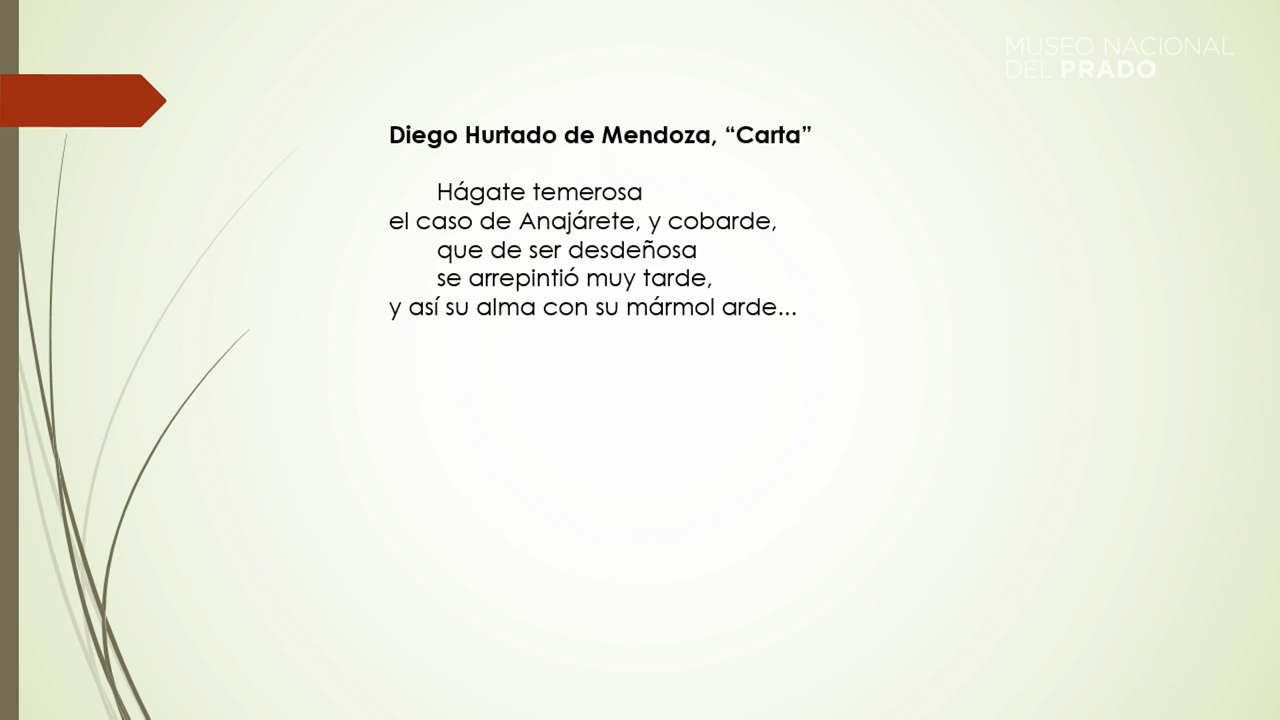 MUSEO NACIONAL
DEL PRADO
Diego Hurtado de Mendoza, “Carta”
Hágate temerosa
el caso de Anajárete, y cobarde,
que de ser desdeñosa
se arrepintió muy tarde,
y así su alma con su mármol arde...